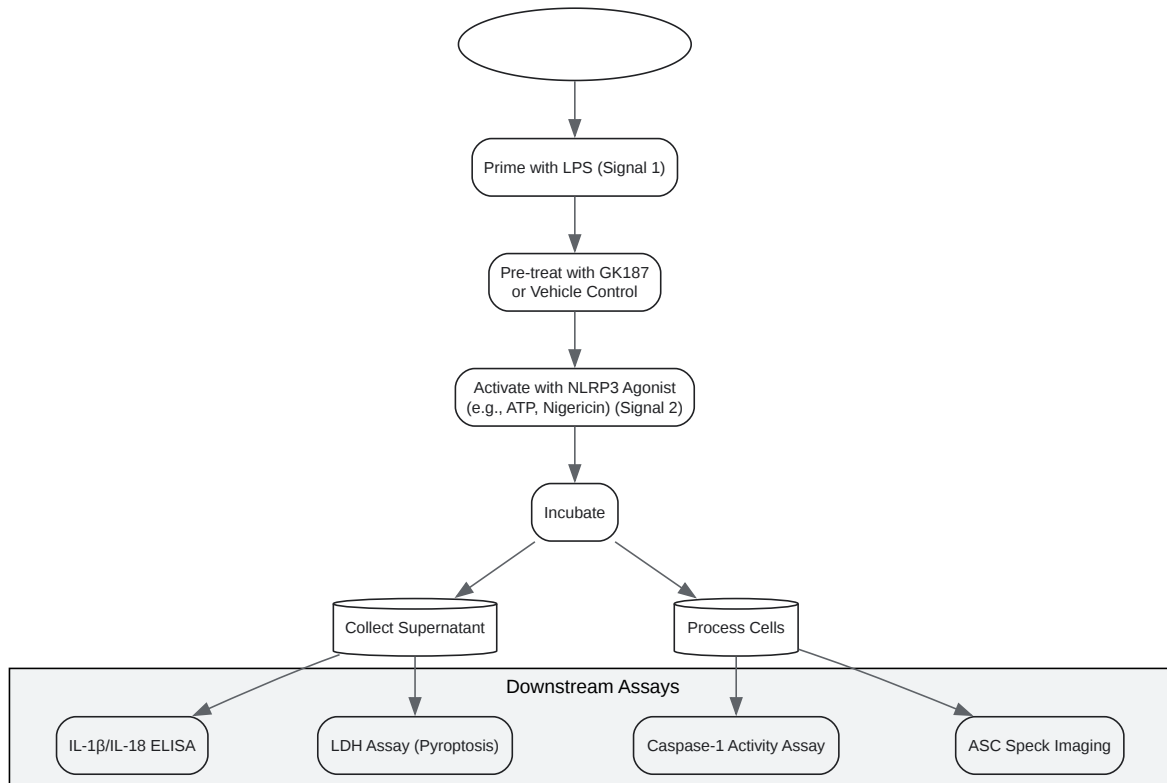 Prime with LPS (Signal 1)
Pre-treat with GK187
or Vehicle Control
Activate with NLRP3 Agonist
(e.g., ATP, Nigericin) (Signal 2)
Incubate
Collect Supernatant
Process Cells
Downstream Assays
IL-1β/IL-18 ELISA
LDH Assay (Pyroptosis)
Caspase-1 Activity Assay
ASC Speck Imaging